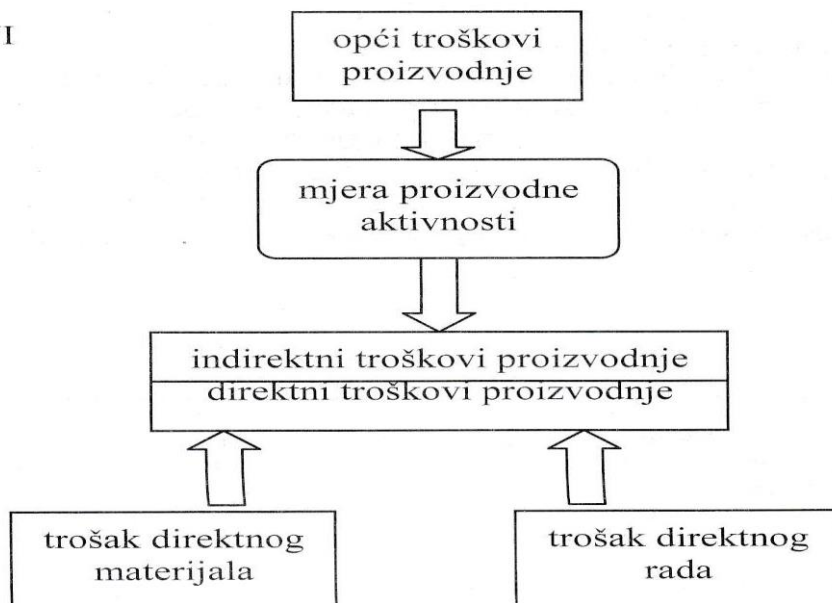 opći troškovi
proizvodnje
mjera proizvodne
aktivnosti
indirektni troškovi proizvodnje
direktni troškovi proizvodnje
trošak direktnog
materijala
trošak direktnog
rada